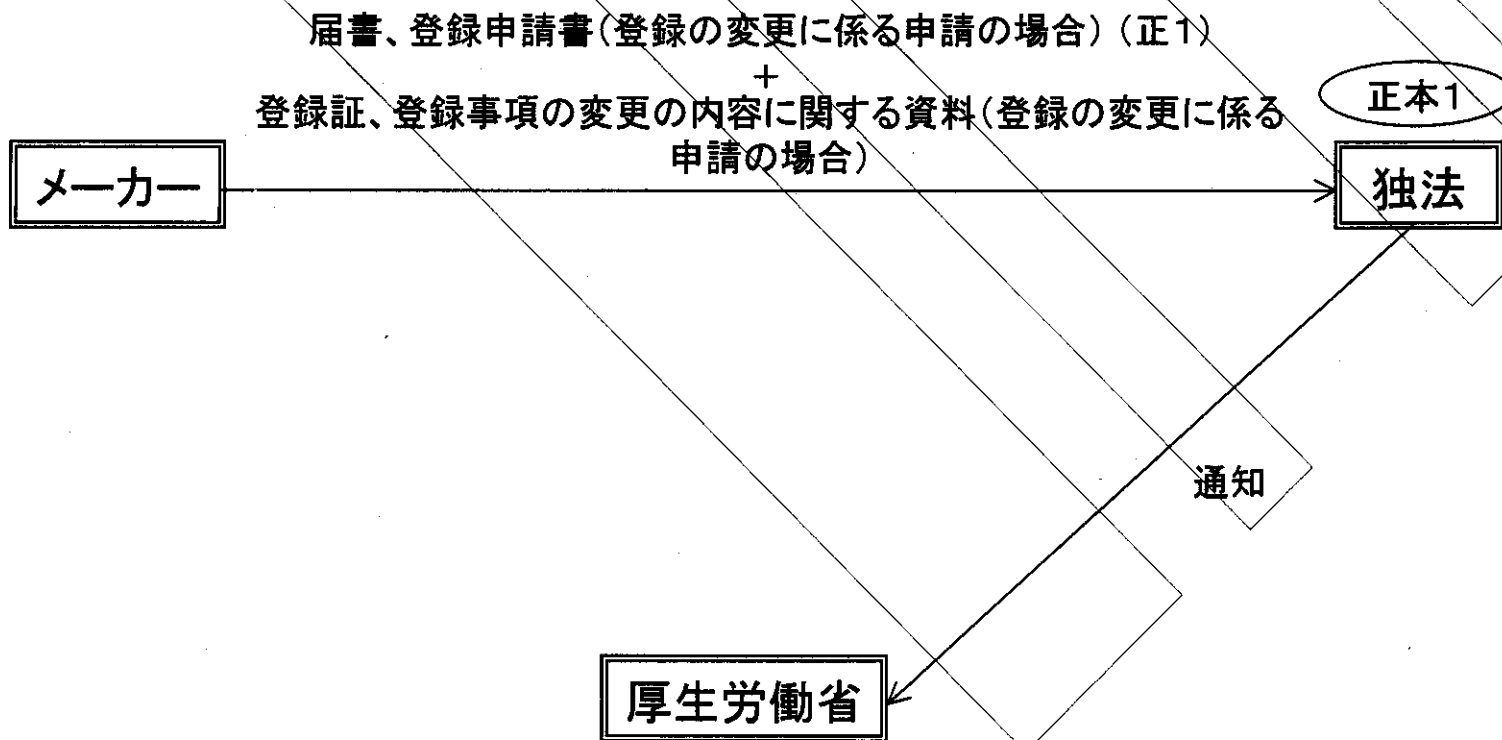 届書、登録申請書(登録の変更に係る申請の場合)(正1)
+
登録証、登録事項の変更の内容に関する資料(登録の変更に係る
申請の場合)
正本1
メーカー
独法
通知
厚生労働省